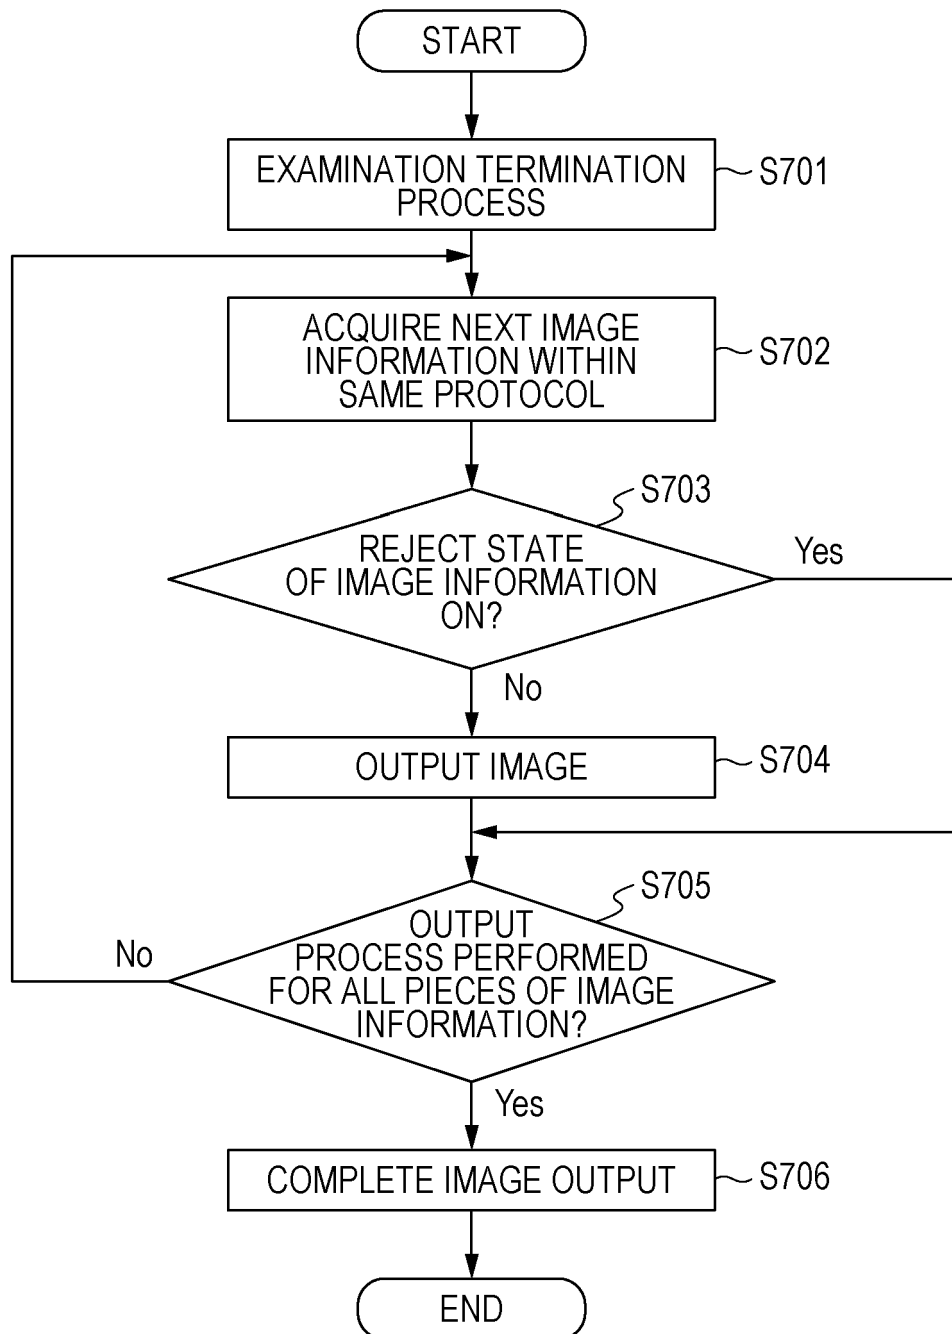 START
EXAMINATION TERMINATION
PROCESS
S701
ACQUIRE NEXT IMAGE
INFORMATION WITHIN
SAME PROTOCOL
S702
S703
REJECT STATE
OF IMAGE INFORMATION
ON?
Yes
No
OUTPUT IMAGE
S704
S705
OUTPUT
PROCESS PERFORMED
FOR ALL PIECES OF IMAGE
INFORMATION?
No
Yes
COMPLETE IMAGE OUTPUT
S706
END